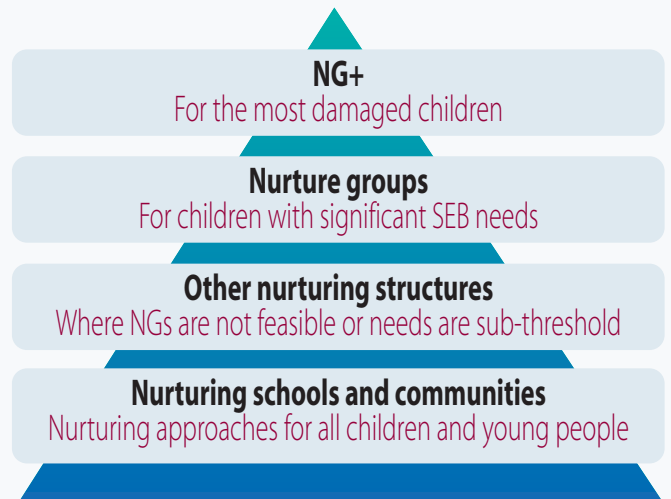 NG+
For the most damaged children
Nurture groups
For children with significant SEB needs
Other nurturing structures
Where NGs are not feasible or needs are sub-threshold
Nurturing schools and communities
Nurturing approaches for all children and young people